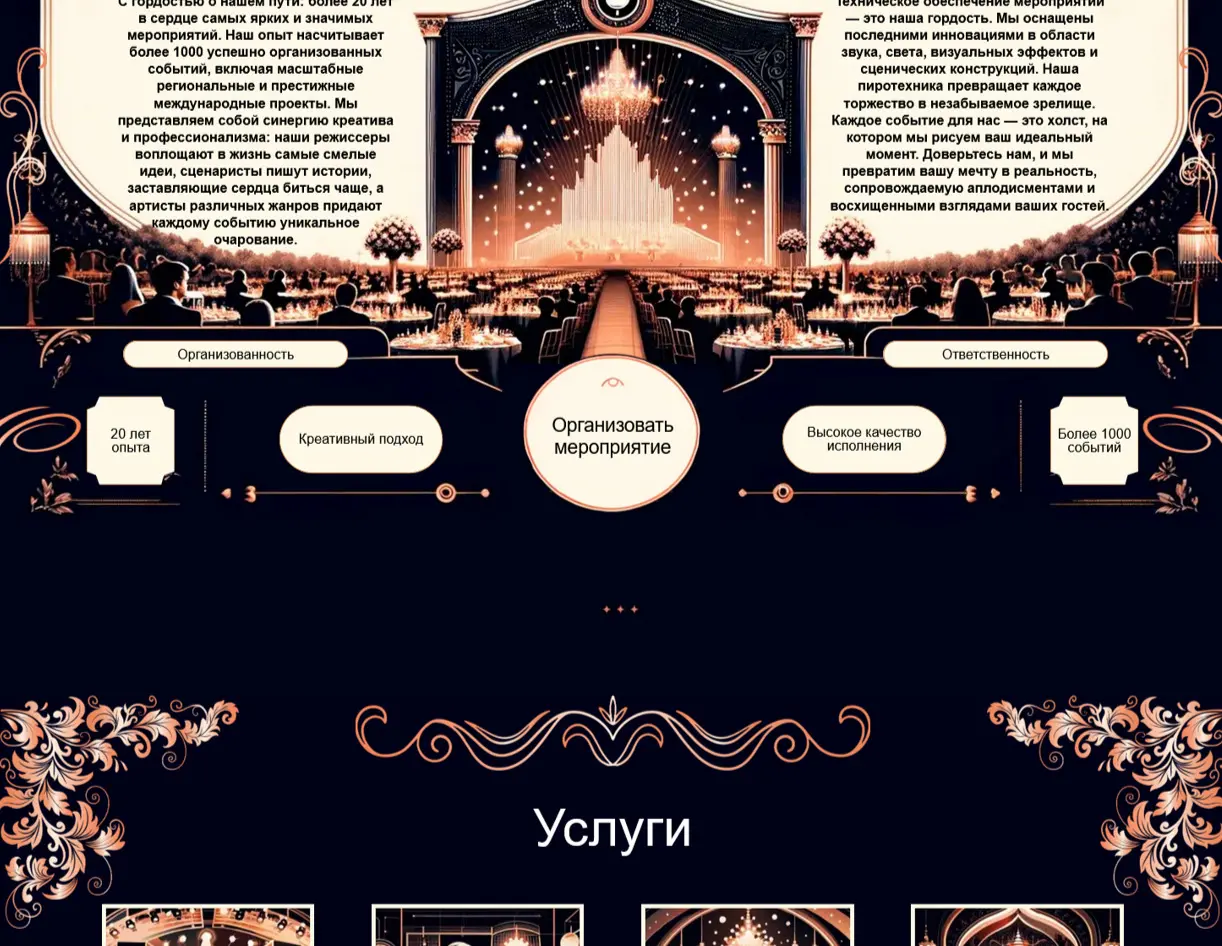 С гордостью о нашем пути: более 20 лет
в сердце самых ярких и значимых
мероприятий. Наш опыт насчитывает
более 1000 успешно организованных
событий, включая масштабные
региональные и престижные
международные проекты. Мы
представляем собой синергию креатива
и профессионализма: наши режиссеры
воплощают в жизнь самые смелые
идеи, сценаристы пишут истории,
заставляющие сердца биться чаще, а
артисты различных жанров придают
каждому событию уникальное
очарование.
Техническое обеспечение мероприятий
— это наша гордость. Мы оснащены
последними инновациями в области
звука, света, визуальных эффектов и
сценических конструкций. Наша
пиротехника превращает каждое
торжество в незабываемое зрелище.
Каждое событие для нас — это холст, на
котором мы рисуем ваш идеальный
момент. Доверьтесь нам, и мы
превратим вашу мечту в реальность,
сопровождаемую аплодисментами и
восхищенными взглядами ваших гостей.
Организованность
Ответственность
20 лет
опыта
Креативный подход
Организовать
мероприятие
Высокое качество
исполнения
Более 1000
событий
Услуги